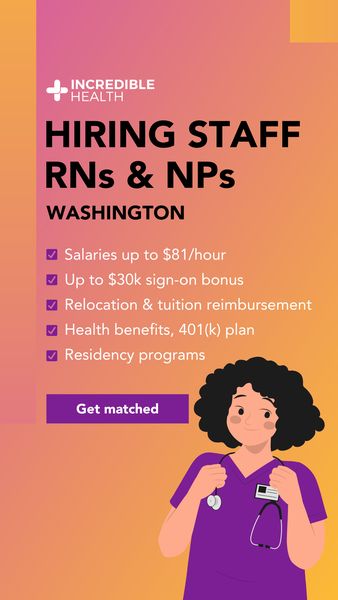 INCREDIBLE
HEALTH
HIRING STAFF
RNs & NPs
WASHINGTON
Salaries up to $81/hour
Up to $30k sign-on bonus
Relocation & tuition reimbursement
Health benefits, 401(k) plan
Residency programs
Get matched